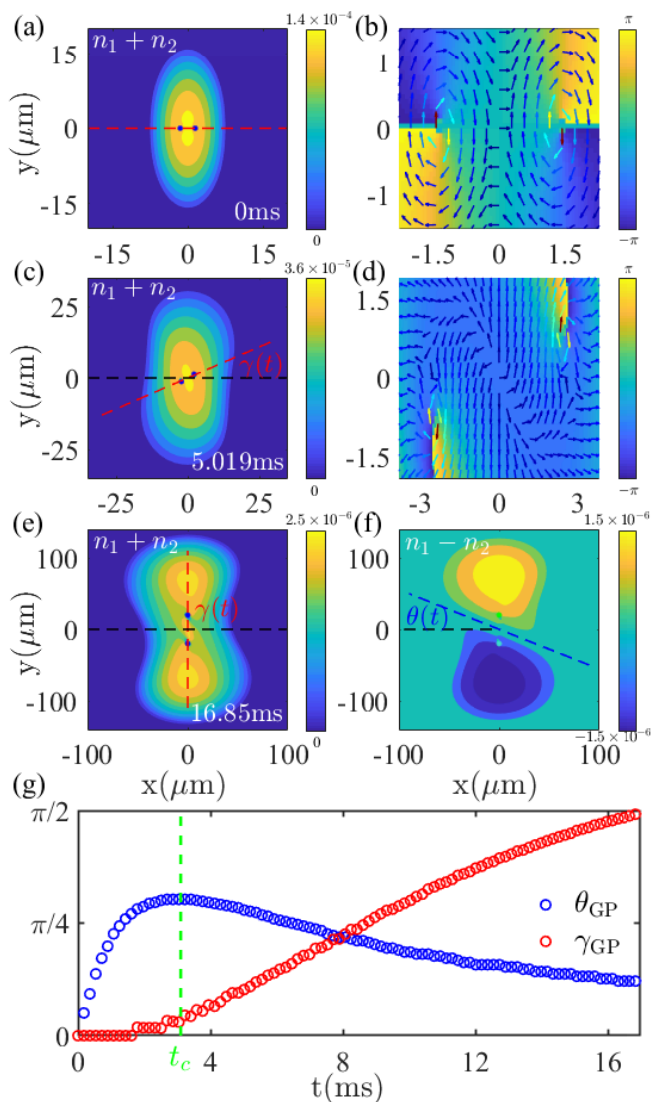 (a) n₁ + n₂ 1.4 × 10⁻⁴ (b) π
y(μm) 15 0 -15 0ms 0 1 0 -1 −π
-15 0 15 -1.5 0 1.5
(c) n₁ + n₂ 3.6 × 10⁻⁵ (d) π
y(μm) 25 0 -25 γ(t) 5.019ms 0 1.5 0 -1.5 −π
-25 0 25 -3 0 3
(e) n₁ + n₂ 2.5 × 10⁻⁶ (f) n₁ − n₂ 1.5 × 10⁻⁶
y(μm) 100 0 -100 γ(t) 16.85ms 0 100 0 -100 θ(t) −1.5 × 10⁻⁶
-100 0 100 -100 0 100
x(μm) x(μm)
(g)
π/2
π/4
0
θ_GP
γ_GP
0 t_c 4 8 12 16
t(ms)